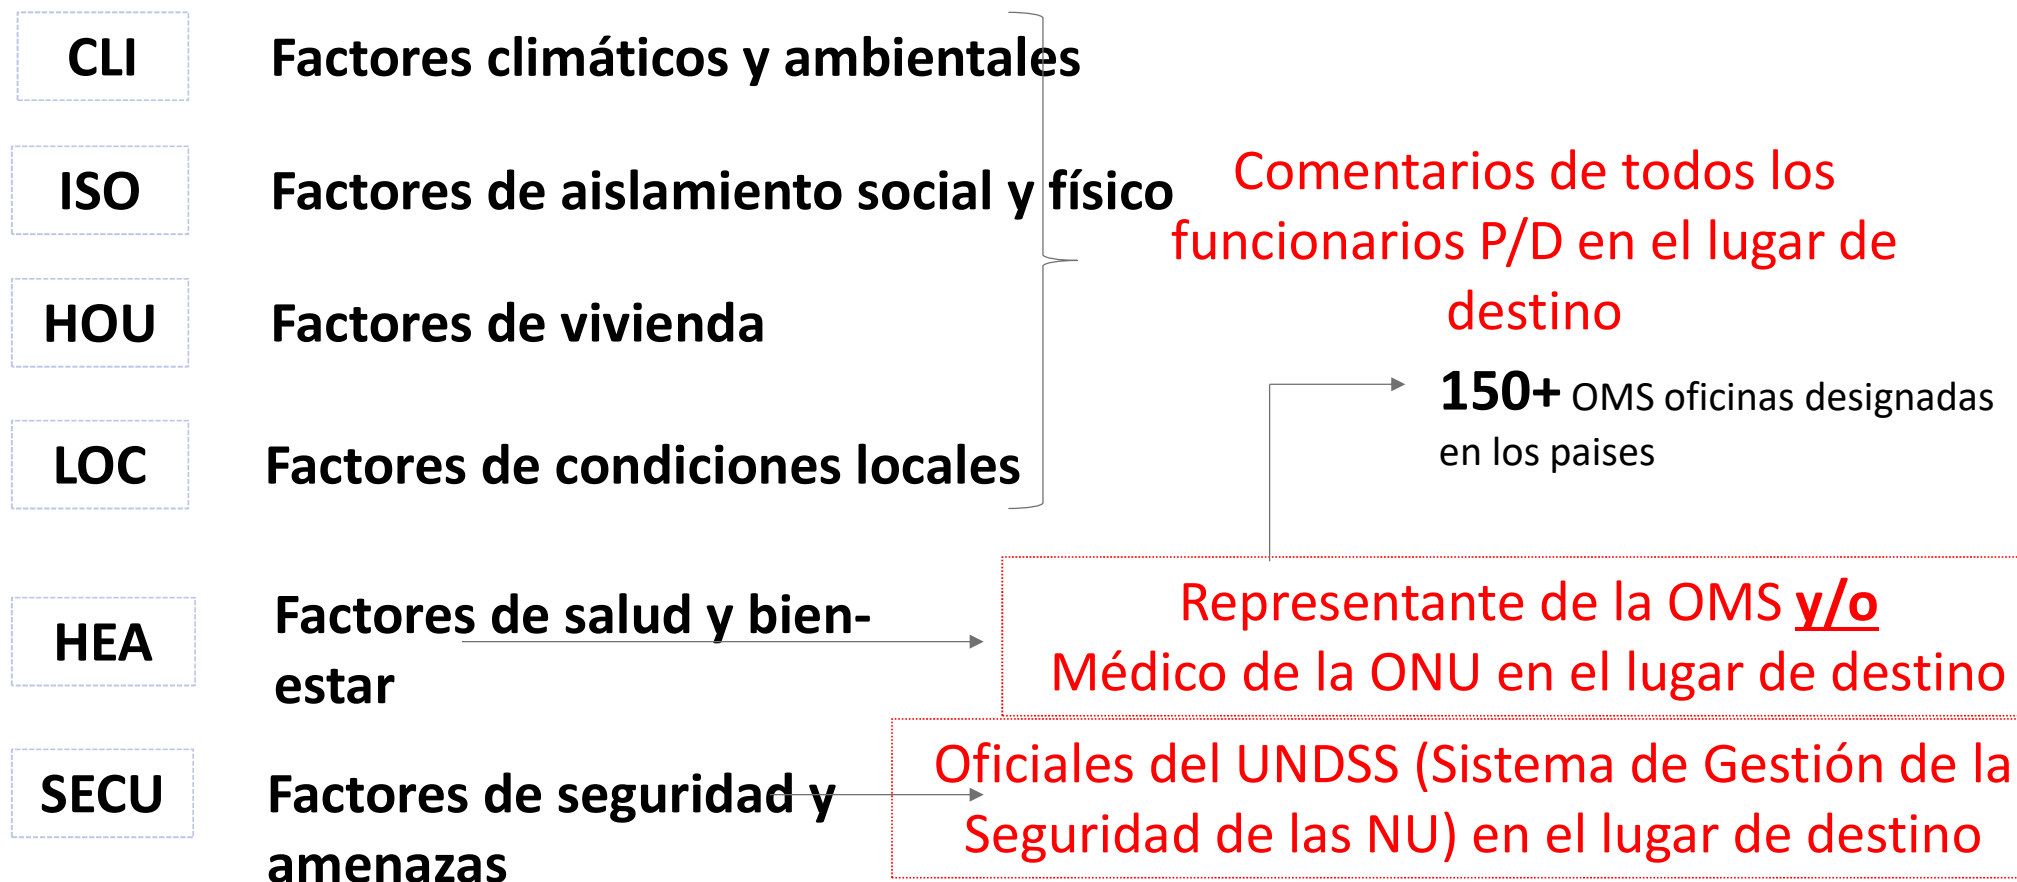 CLI
Factores climáticos y ambientales
ISO
Factores de aislamiento social y físico
HOU
Factores de vivienda
LOC
Factores de condiciones locales
Comentarios de todos los
funcionarios P/D en el lugar de
destino
150+ OMS oficinas designadas
en los paises
HEA
Factores de salud y bien-
estar
Representante de la OMS y/o
Médico de la ONU en el lugar de destino
SECU
Factores de seguridad y
amenazas
Oficiales del UNDSS (Sistema de Gestión de la
Seguridad de las NU) en el lugar de destino